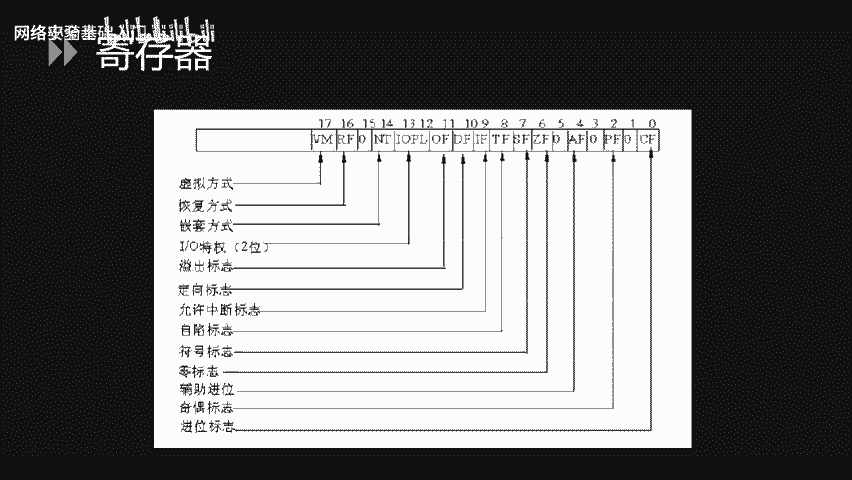 网络安全基础入门
寄存器
17 16 15 14 13 12 11 10 9 8 7 6 5 4 3 2 1 0
VM RF 0 NT IOPL OF DF IF TF SF ZF 0 AF 0 PF 0 CF
虚拟方式
恢复方式
嵌套方式
I/O特权（2位）
溢出标志
定向标志
允许中断标志
自陷标志
符号标志
零标志
辅助进位
奇偶标志
进位标志